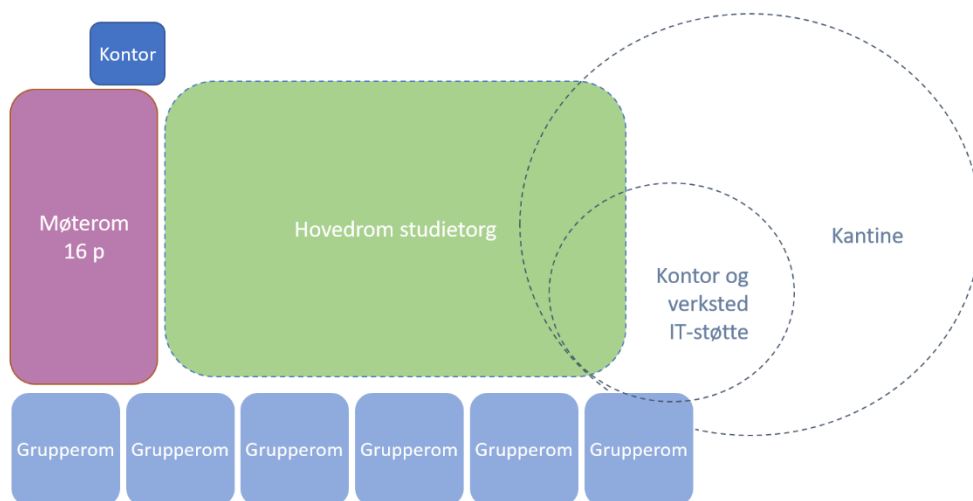 Kontor
Møterom
16 p
Hovedrom studietorg
Kantine
Kontor og
verksted
IT-støtte
Grupperom
Grupperom
Grupperom
Grupperom
Grupperom
Grupperom